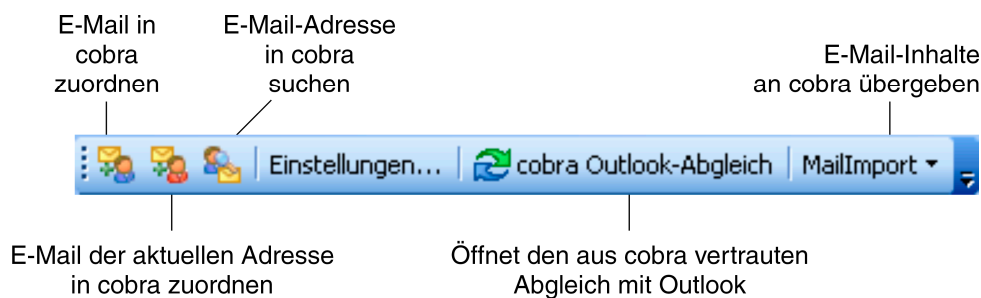 E-Mail in
cobra
zuordnen
E-Mail-Adresse
in cobra
suchen
E-Mail-Inhalte
an cobra übergeben
Einstellungen... cobra Outlook-Abgleich MailImport
E-Mail der aktuellen Adresse
in cobra zuordnen
Öffnet den aus cobra vertrauten
Abgleich mit Outlook